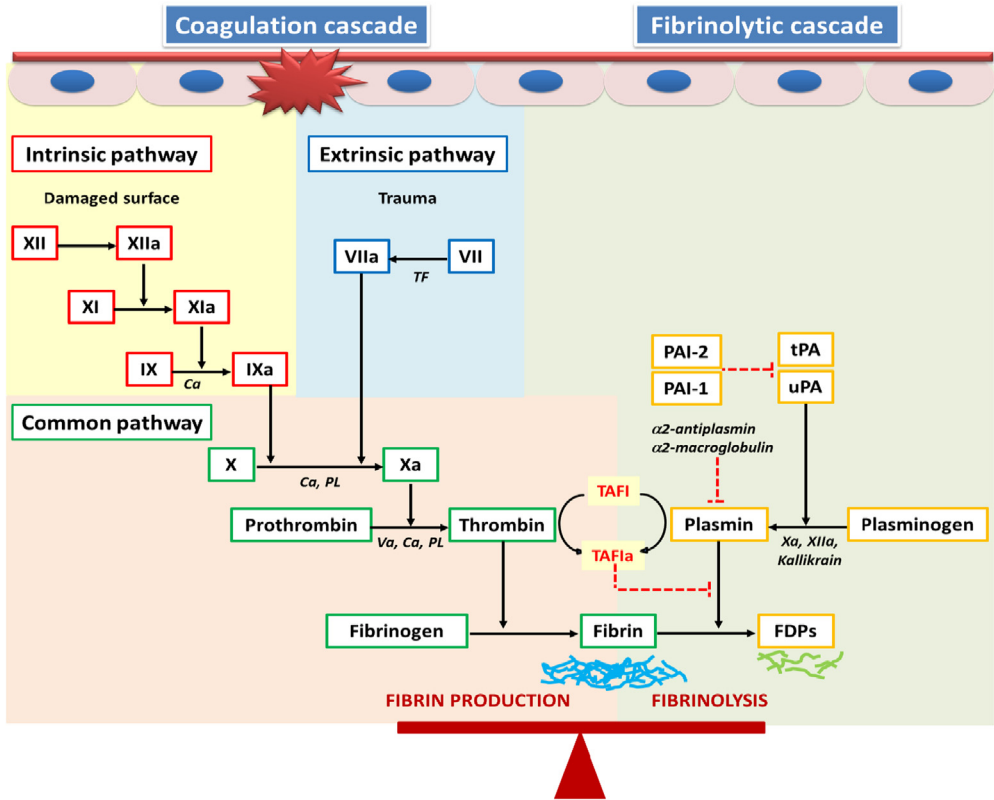 Coagulation cascade
Fibrinolytic cascade
Intrinsic pathway
Extrinsic pathway
Damaged surface
Trauma
XII
XIIa
VIIa
VII
TF
XI
XIa
IX
IXa
Ca
PAI-2
PAI-1
tPA
uPA
Common pathway
α2-antiplasmin
α2-macroglobulin
X
Xa
Ca, PL
TAFI
Prothrombin
Thrombin
Va, Ca, PL
Plasmin
Plasminogen
Xa, XIIa,
Kallikrain
TAFIa
Fibrinogen
Fibrin
FDPs
FIBRIN PRODUCTION
FIBRINOLYSIS